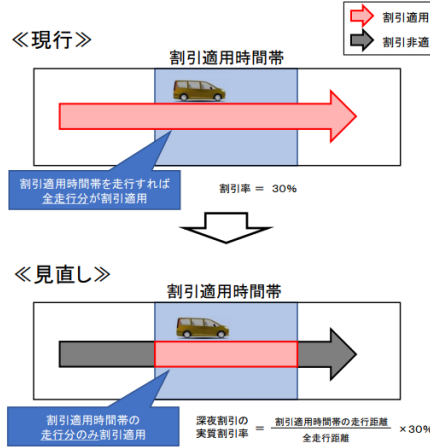 割引適用
割引非適
≪現行≫
割引適用時間帯
割引適用時間帯を走行すれば
全走行分が割引適用
割引率 = 30%
≪見直し≫
割引適用時間帯
割引適用時間帯の
走行分のみ割引適用
深夜割引の
実質割引率 = 割引適用時間帯の走行距離 / 全走行距離 ×30%